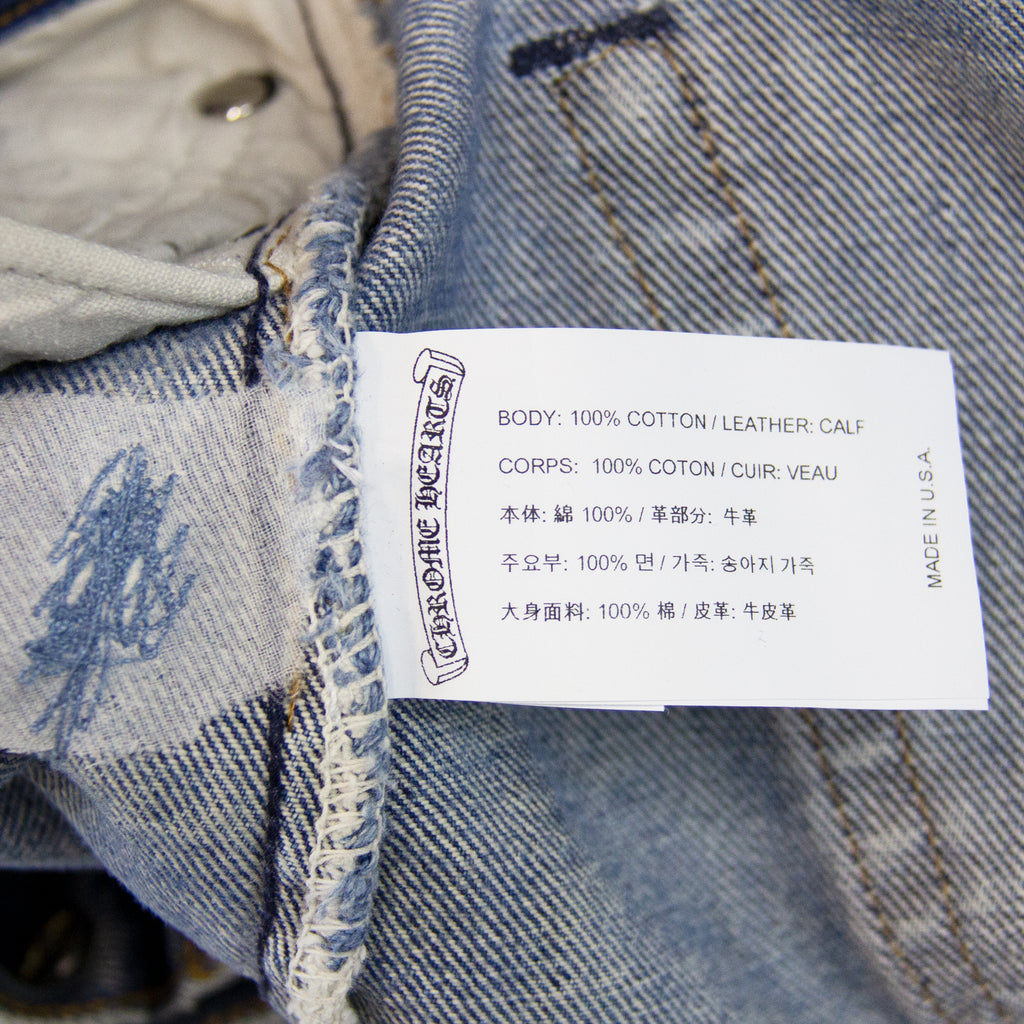 CHROME HEARTS
BODY: 100% COTTON / LEATHER: CALF
CORPS: 100% COTON / CUIR: VEAU
本体: 綿 100% / 革部分: 牛革
주요부: 100% 면 / 가죽: 송아지 가죽
大身面料: 100% 棉 / 皮革: 牛皮革
MADE IN U.S.A.